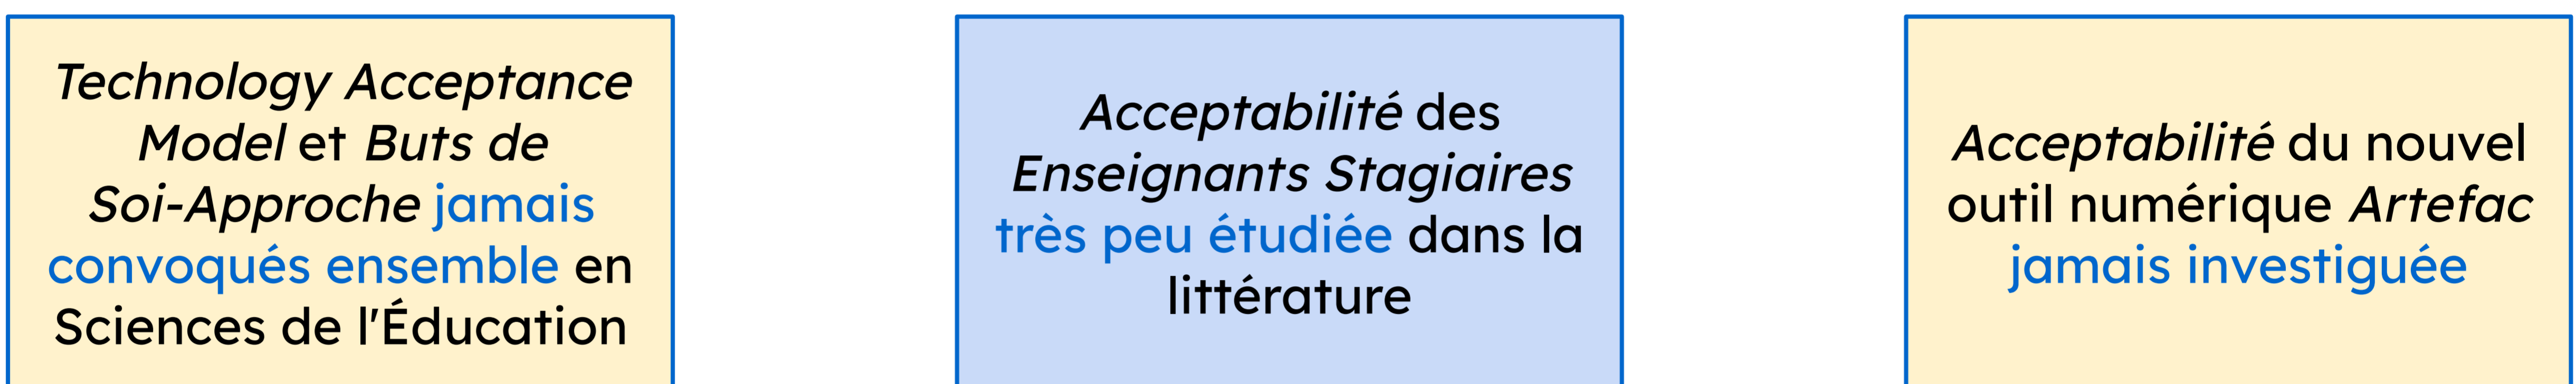 Technology Acceptance
Model et Buts de
Soi-Approche jamais
convoqués ensemble en
Sciences de l'Éducation
Acceptabilité des
Enseignants Stagiaires
très peu étudiée dans la
littérature
Acceptabilité du nouvel
outil numérique Artefac
jamais investiguée